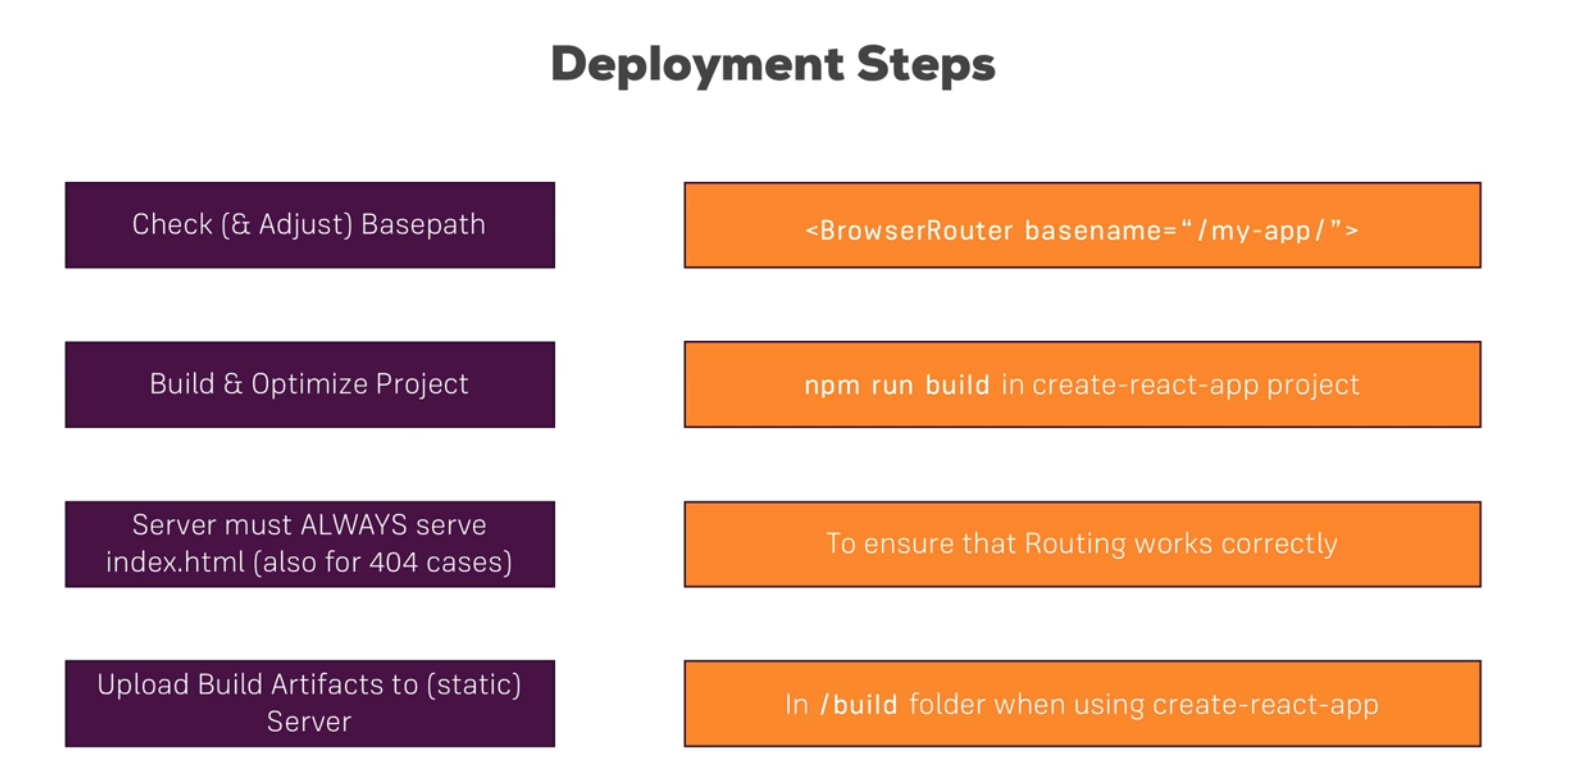 Deployment Steps
Check (& Adjust) Basepath
<BrowserRouter basename=“/my-app/”>
Build & Optimize Project
npm run build in create-react-app project
Server must ALWAYS serve
index.html (also for 404 cases)
To ensure that Routing works correctly
Upload Build Artifacts to (static)
Server
In /build folder when using create-react-app